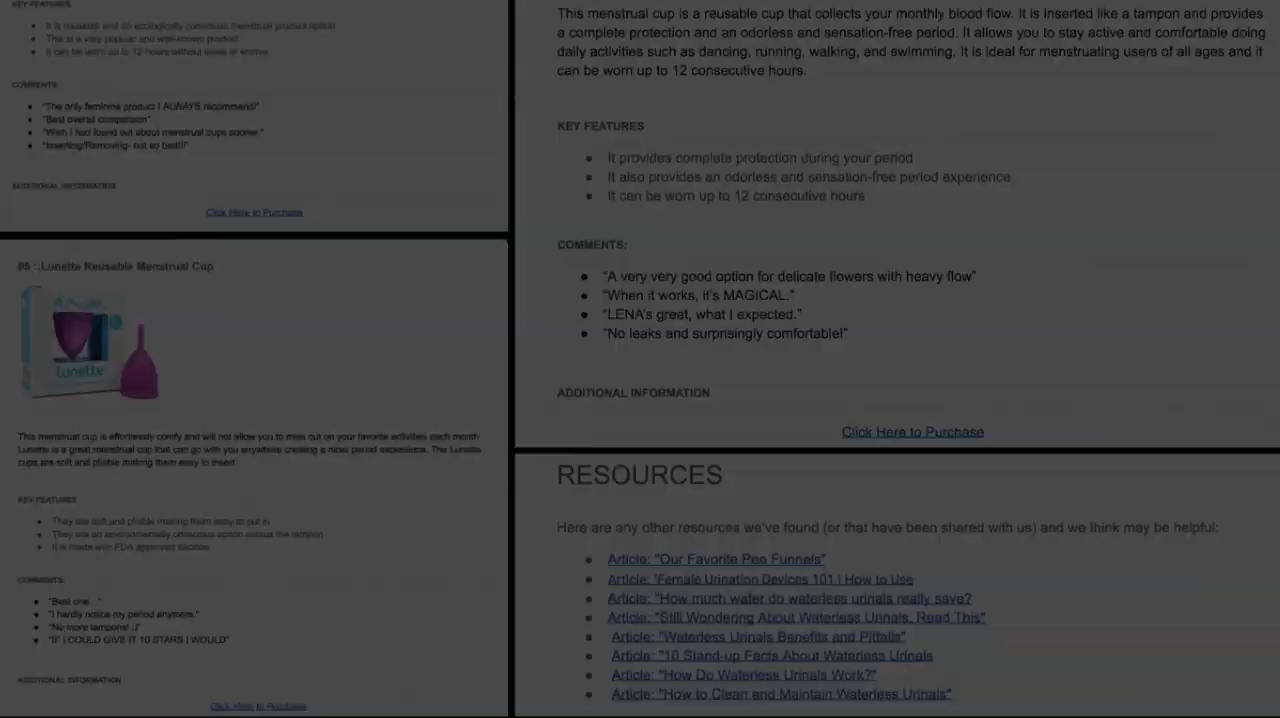 KEY FEATURES
It is reusable and an ecologically conscious menstrual product option
This is a very popular and well-known product
It can be worn up to 12 hours without leaks or
COMMENTS:
"The only feminine product I ALWAYS recommend!"
"Best overall comparison"
"Wish I had found out about menstrual cups sooner."
"Inserting/Removing- not so bad!!!"
ADDITIONAL INFORMATION
Click Here to Purchase
#5 ::Lunette Reusable Menstrual Cup
Lunette
This menstrual cup is effortlessly comfy and will not allow you to miss out on your favorite activities each month.
Lunette is a great menstrual cup that can go with you anywhere creating a nicer period experience. The Lunette
cups are soft and pliable making them easy to insert.
KEY FEATURES
They are soft and pliable making them easy to put in
They are an environmentally conscious option versus the tampon
It is made with FDA approved silicone
COMMENTS:
"Best one..."
"I hardly notice my period anymore."
"No more tampons! :)"
"IF I COULD GIVE IT 10 STARS I WOULD"
ADDITIONAL INFORMATION
Click Here to Purchase
This menstrual cup is a reusable cup that collects your monthly blood flow. It is inserted like a tampon and provides
a complete protection and an odorless and sensation-free period. It allows you to stay active and comfortable doing
daily activities such as dancing, running, walking, and swimming. It is ideal for menstruating users of all ages and it
can be worn up to 12 consecutive hours.
KEY FEATURES
It provides complete protection during your period
It also provides an odorless and sensation-free period experience
It can be worn up to 12 consecutive hours
COMMENTS:
"A very very good option for delicate flowers with heavy flow"
"When it works, it's MAGICAL."
"LENA's great, what I expected."
"No leaks and surprisingly comfortable!"
ADDITIONAL INFORMATION
Click Here to Purchase
RESOURCES
Here are any other resources we've found (or that have been shared with us) and we think may be helpful:
Article: "Our Favorite Pee Funnels"
Article: 'Female Urination Devices 101 | How to Use
Article: "How much water do waterless urinals really save?
Article: "Still Wondering About Waterless Urinals, Read This"
Article: "Waterless Urinals Benefits and Pitfalls"
Article: "10 Stand-up Facts About Waterless Urinals
Article: "How Do Waterless Urinals Work?"
Article: "How to Clean and Maintain Waterless Urinals"